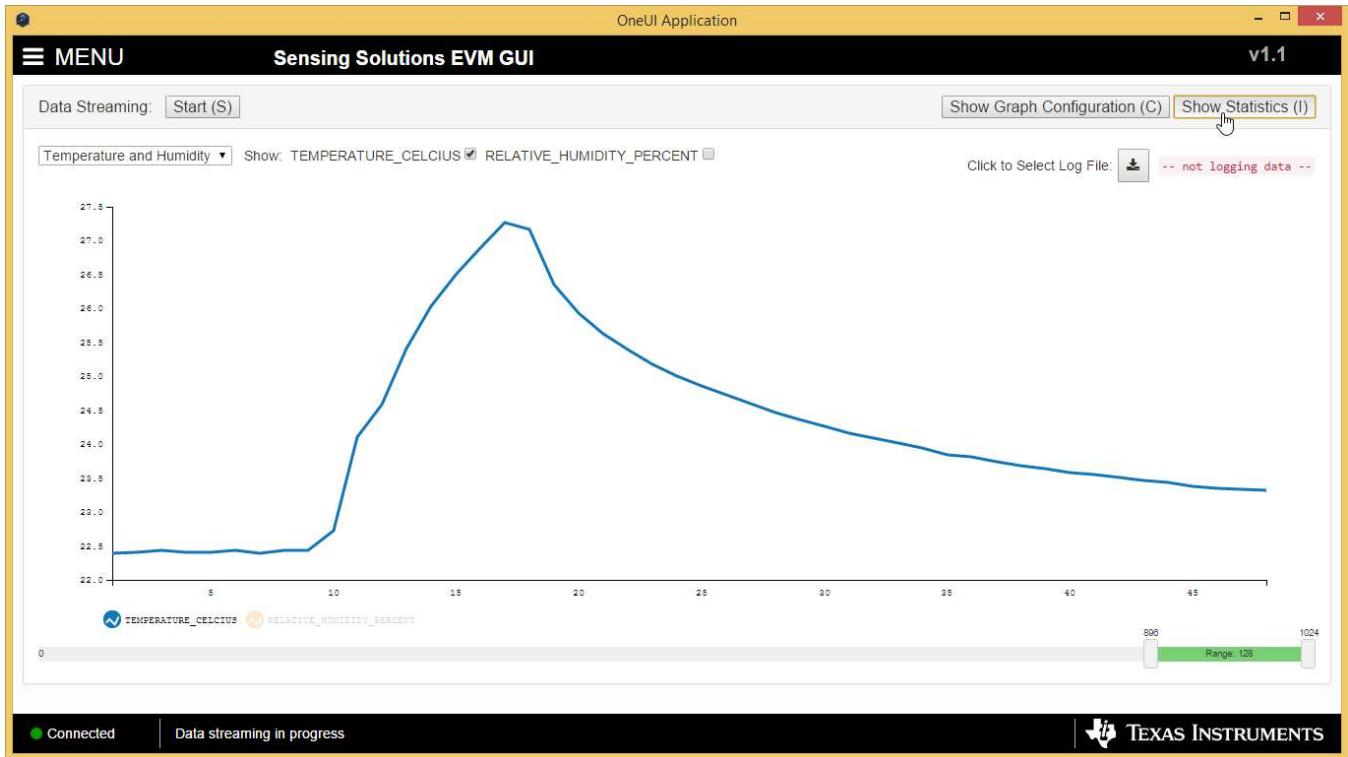 OneUI Application
MENU Sensing Solutions EVM GUI v1.1
Data Streaming: Start (S) Show Graph Configuration (C) Show Statistics (I)
Temperature and Humidity Show: TEMPERATURE_CELCIUS RELATIVE_HUMIDITY_PERCENT
Click to Select Log File: -- not logging data --
27.5
27.0
26.5
26.0
25.5
25.0
24.5
24.0
23.5
23.0
22.5
22.0
5 10 15 20 25 30 35 40 45
TEMPERATURE_CELCIUS RELATIVE_HUMIDITY_PERCENT
896 1024
0 Range: 128
Connected Data streaming in progress TEXAS INSTRUMENTS